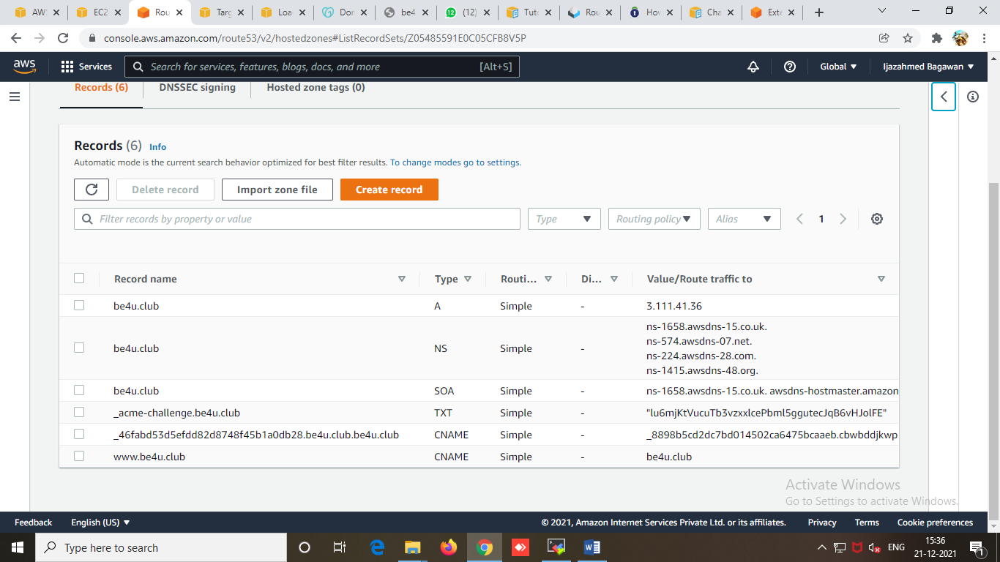 AW
EC2
Rou
Targ
Loa
Dor
be4
(12)
Tuto
Rou
Hov
Cha
Exte
console.aws.amazon.com/route53/v2/hostedzones#ListRecordSets/Z05485591E0C05CFB8V5P
aws
Services
Search for services, features, blogs, docs, and more
[Alt+S]
Global
Ijazahmed Bagawan
Records (6)
DNSSEC signing
Hosted zone tags (0)
Records (6) Info
Automatic mode is the current search behavior optimized for best filter results. To change modes go to settings.
Delete record
Import zone file
Create record
Filter records by property or value
Type
Routing policy
Alias
1
Record name Type Routi... Di... Value/Route traffic to
be4u.club A Simple - 3.111.41.36
be4u.club NS Simple - ns-1658.awsdns-15.co.uk.
ns-574.awsdns-07.net.
ns-224.awsdns-28.com.
ns-1415.awsdns-48.org.
be4u.club SOA Simple - ns-1658.awsdns-15.co.uk. awsdns-hostmaster.amazon
_acme-challenge.be4u.club TXT Simple - "lu6mjKtVucuTb3vzxxlcePbml5ggutecJqB6vHJolFE"
_46fabd53d5efdd82d8748f45b1a0db28.be4u.club.be4u.club CNAME Simple - _8898b5cd2dc7bd014502ca6475bcaaeb.cbwbddjkwp
www.be4u.club CNAME Simple - be4u.club
Activate Windows
Go to Settings to activate Windows.
Feedback
English (US)
© 2021, Amazon Internet Services Private Ltd. or its affiliates.
Privacy
Terms
Cookie preferences
Type here to search
ENG
15:36
21-12-2021
1